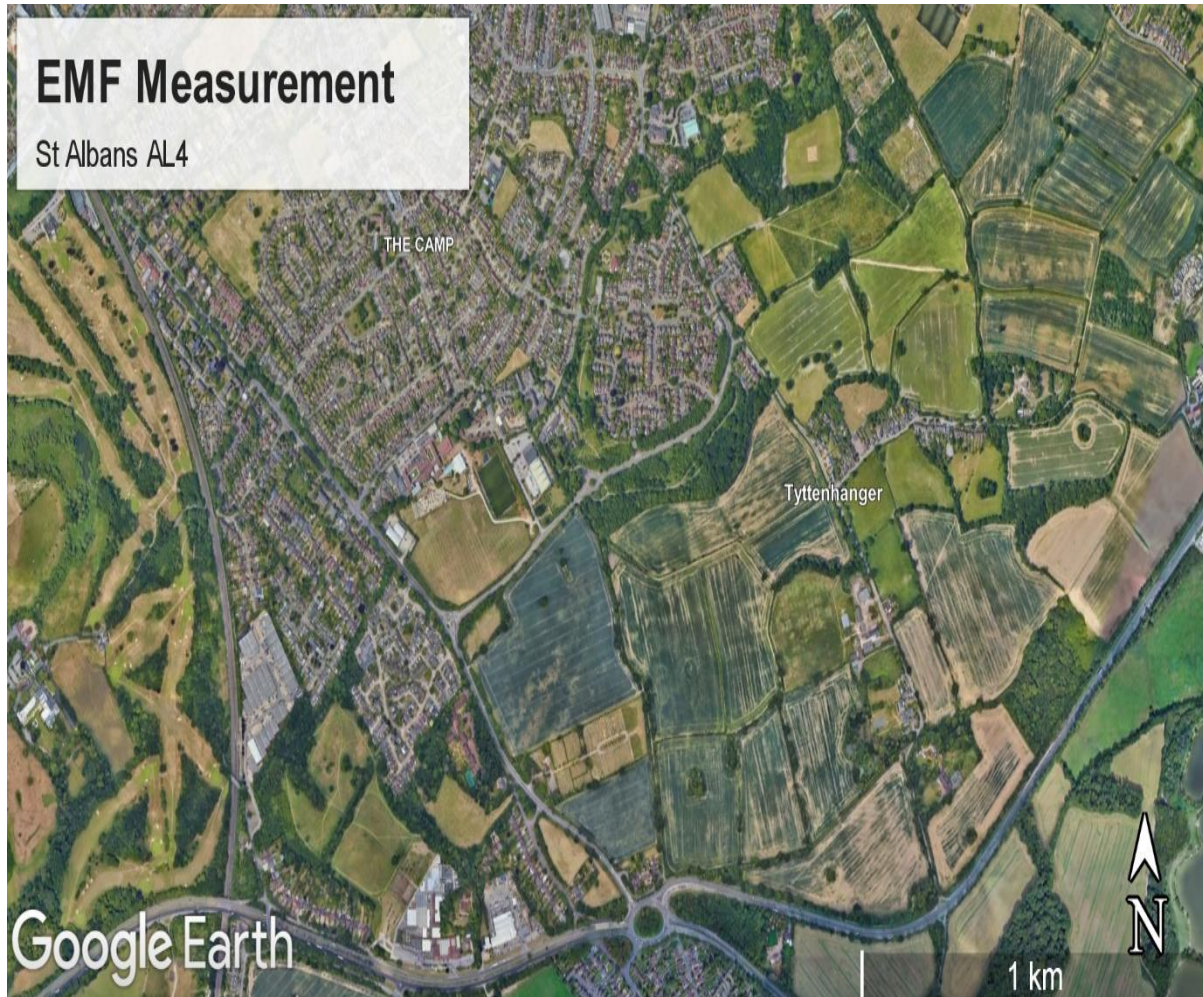 EMF Measurement
St Albans AL4
THE CAMP
Tyttenhanger
Google Earth
N
1 km